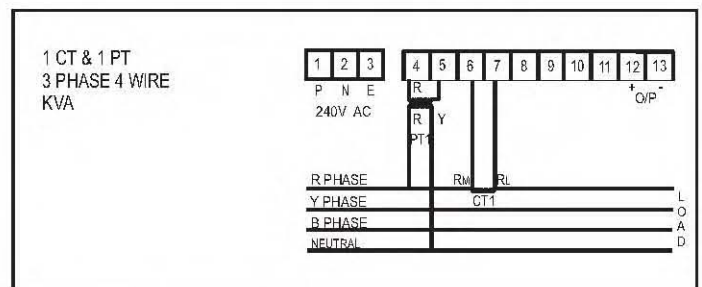 1 CT & 1 PT
3 PHASE 4 WIRE
KVA
1 2 3 4 5 6 7 8 9 10 11 12 13
P N E
240V AC
R
+ -
O/P
R Y
PT1
R PHASE
RM RL
Y PHASE
CT1
B PHASE
NEUTRAL
LOAD